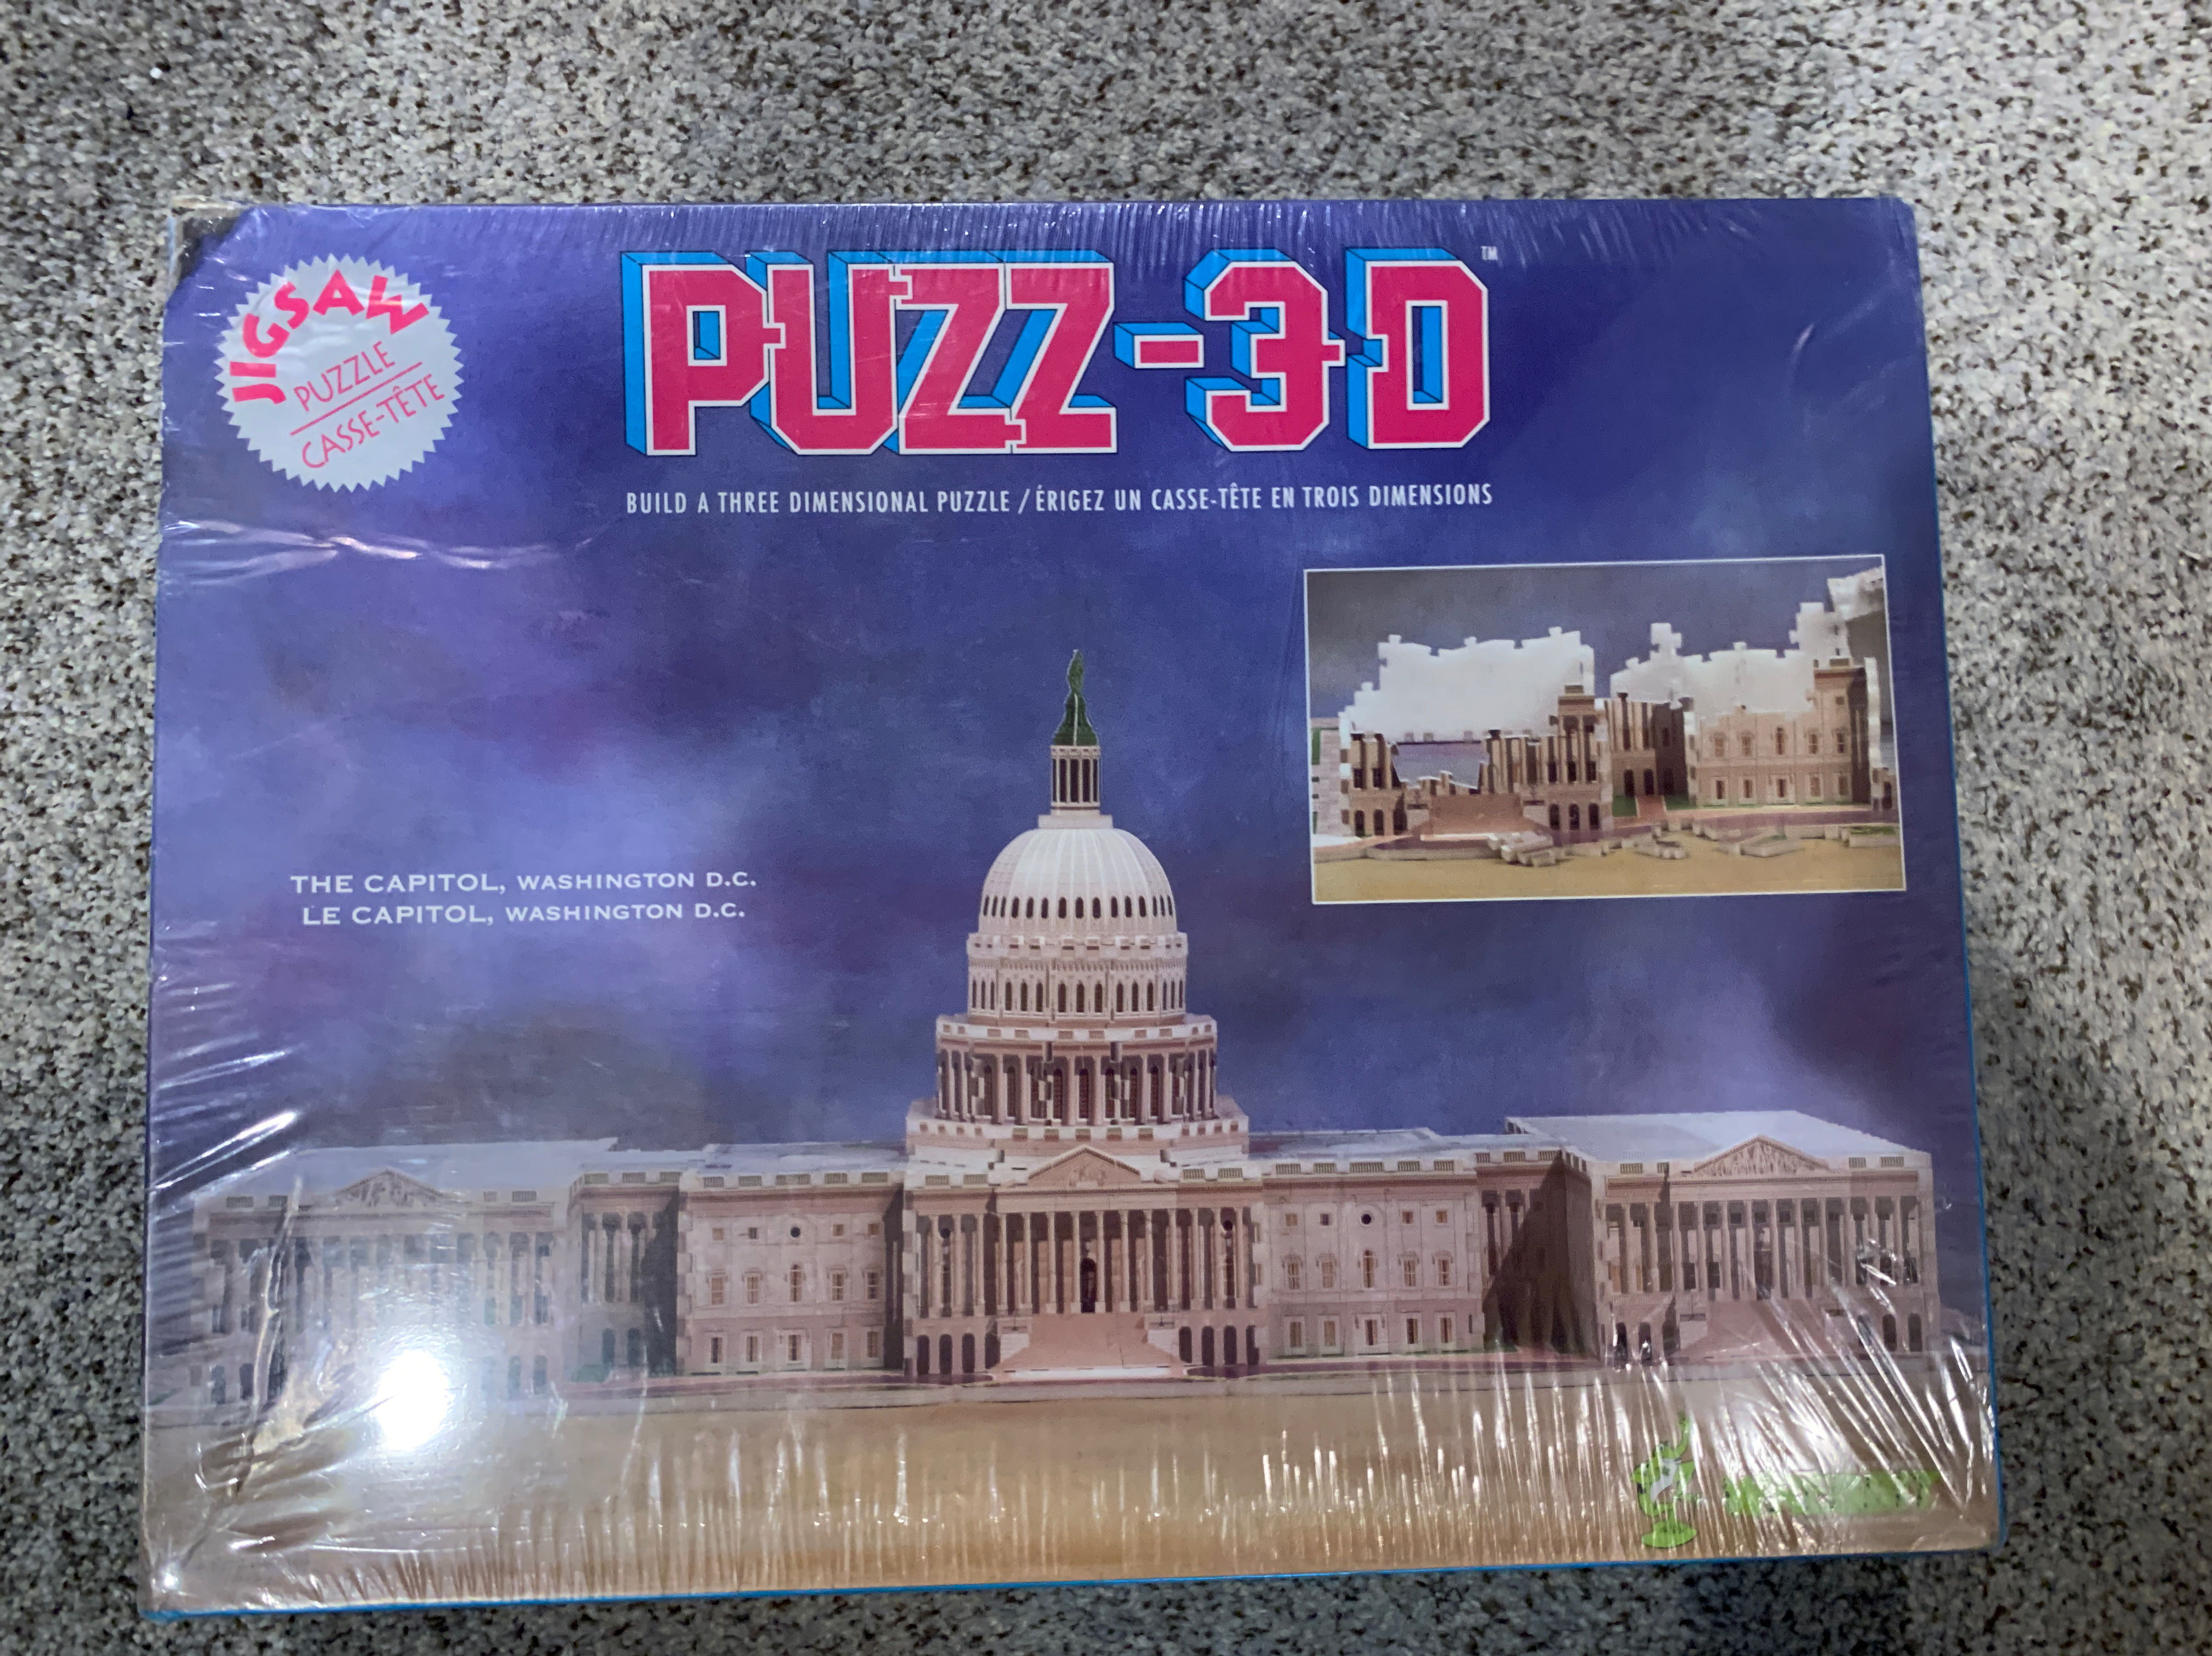 JIGSAW
PUZZLE
CASSE-TÊTE
PUZZ-3D™
BUILD A THREE DIMENSIONAL PUZZLE / ÉRIGEZ UN CASSE-TÊTE EN TROIS DIMENSIONS
THE CAPITOL, WASHINGTON D.C.
LE CAPITOL, WASHINGTON D.C.